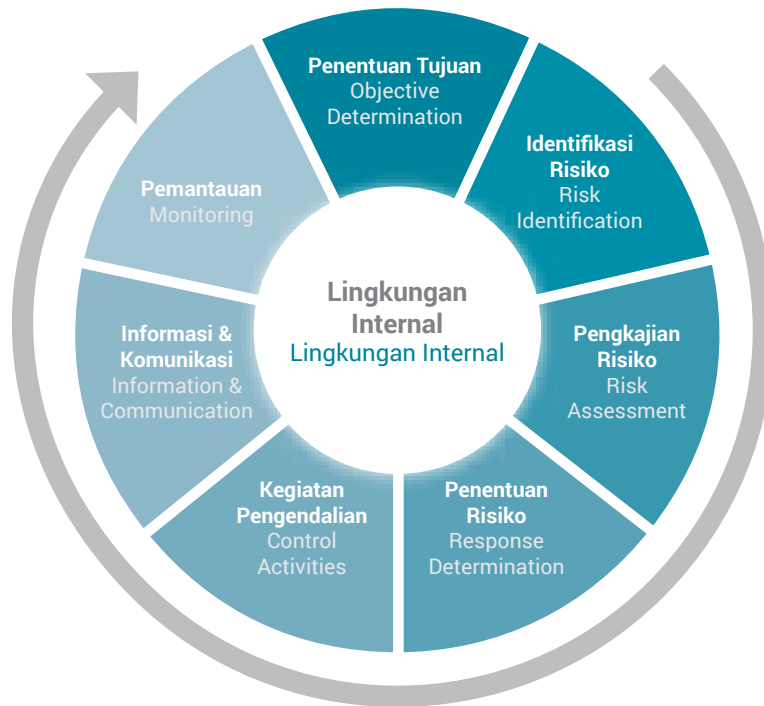 Penentuan Tujuan
Objective
Determination
Identifikasi
Risiko
Risk
Identification
Pengkajian
Risiko
Risk
Assessment
Penentuan
Risiko
Response
Determination
Kegiatan
Pengendalian
Control
Activities
Informasi &
Komunikasi
Information &
Communication
Pemantauan
Monitoring
Lingkungan
Internal
Lingkungan Internal